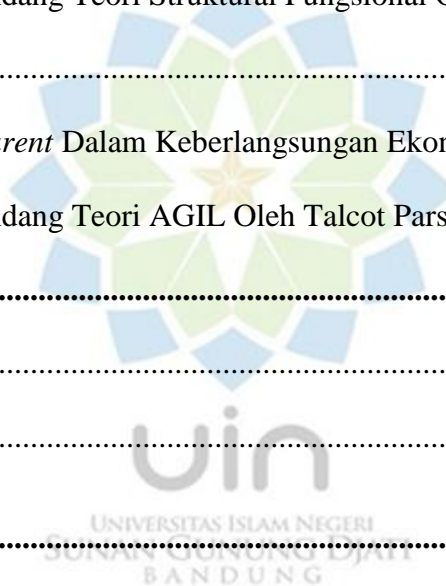 dang Teori Struktural Fungsional
....................................................................
rent Dalam Keberlangsungan Ekon
dang Teori AGIL Oleh Talcot Pars
....................................................................
....................................................................
....................................................................
uin
UNIVERSITAS ISLAM NEGERI
....................................................................
SUNAN GUNUNG DJATI
BANDUNG